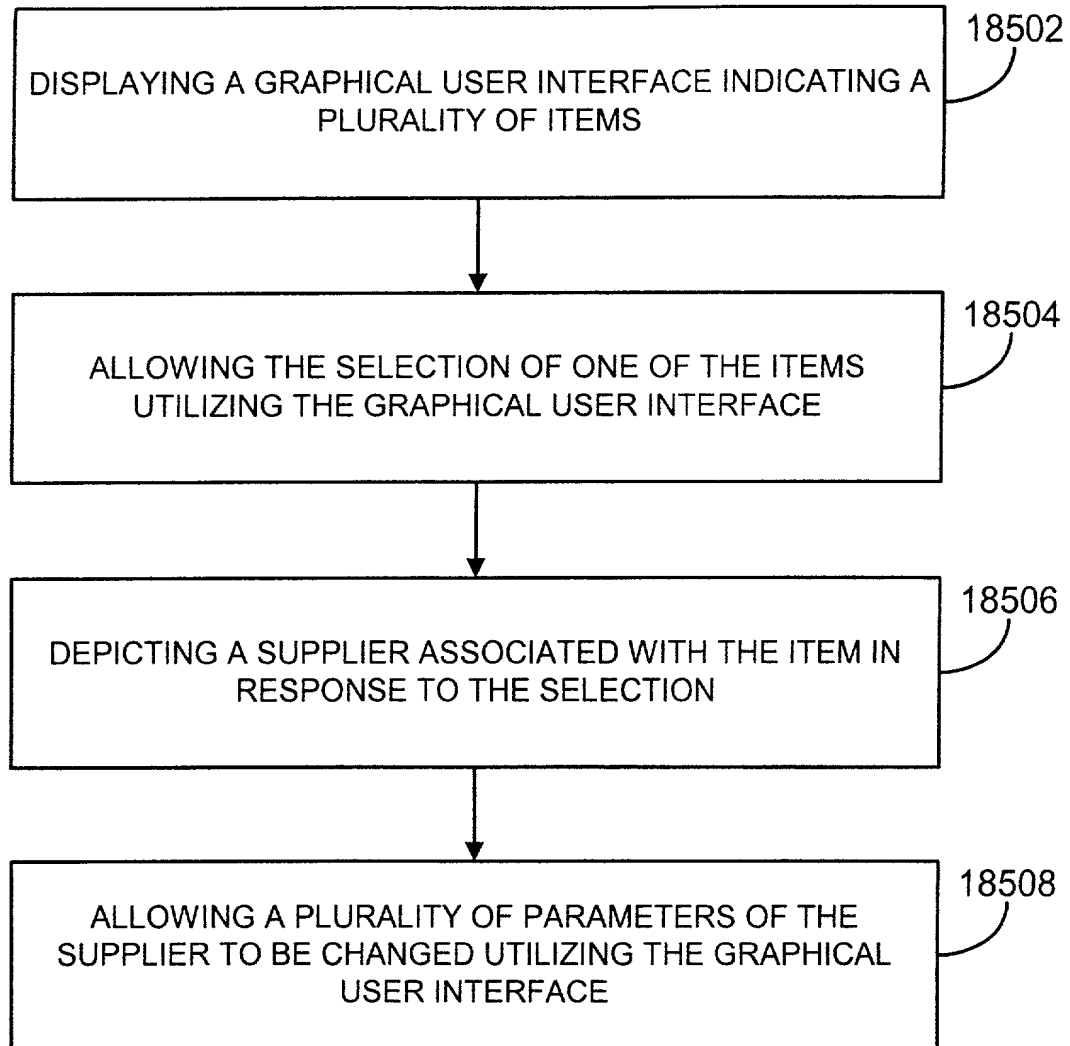 18502
DISPLAYING A GRAPHICAL USER INTERFACE INDICATING A
PLURALITY OF ITEMS
18504
ALLOWING THE SELECTION OF ONE OF THE ITEMS
UTILIZING THE GRAPHICAL USER INTERFACE
18506
DEPICTING A SUPPLIER ASSOCIATED WITH THE ITEM IN
RESPONSE TO THE SELECTION
18508
ALLOWING A PLURALITY OF PARAMETERS OF THE
SUPPLIER TO BE CHANGED UTILIZING THE GRAPHICAL
USER INTERFACE